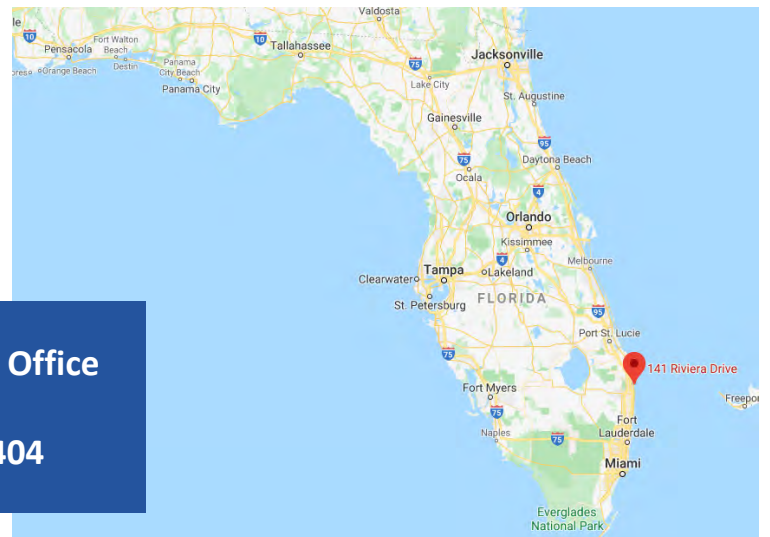 Valdosta
Fort Walton
Beach
Pensacola
Orange Beach
Destin
Panama
City Beach
Panama City
Tallahassee
Jacksonville
Lake City
St. Augustine
Gainesville
Ocala
Daytona Beach
Orlando
Kissimmee
Melbourne
Clearwater
Tampa
Lakeland
St. Petersburg
FLORIDA
Port St. Lucie
141 Riviera Drive
Fort Myers
Freepor
Naples
Fort
Lauderdale
Miami
Everglades
National Park
10
10
75
95
75
4
4
95
75
75
75
Office
404